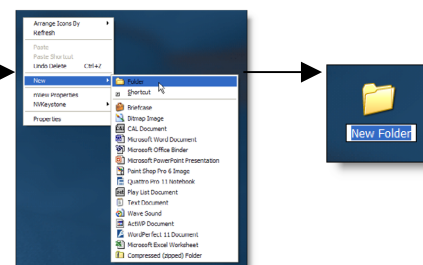 Arrange Icons By
Refresh
Paste
Paste Shortcut
Undo Delete Ctrl+Z
New
nView Properties
NVKeystone
Properties
Folder
Shortcut
Briefcase
Bitmap Image
CAL Document
Microsoft Word Document
Microsoft Office Binder
Microsoft PowerPoint Presentation
Paint Shop Pro 6 Image
Quattro Pro 11 Notebook
Play List Document
Text Document
Wave Sound
ActWP Document
WordPerfect 11 Document
Microsoft Excel Worksheet
Compressed (zipped) Folder
New Folder